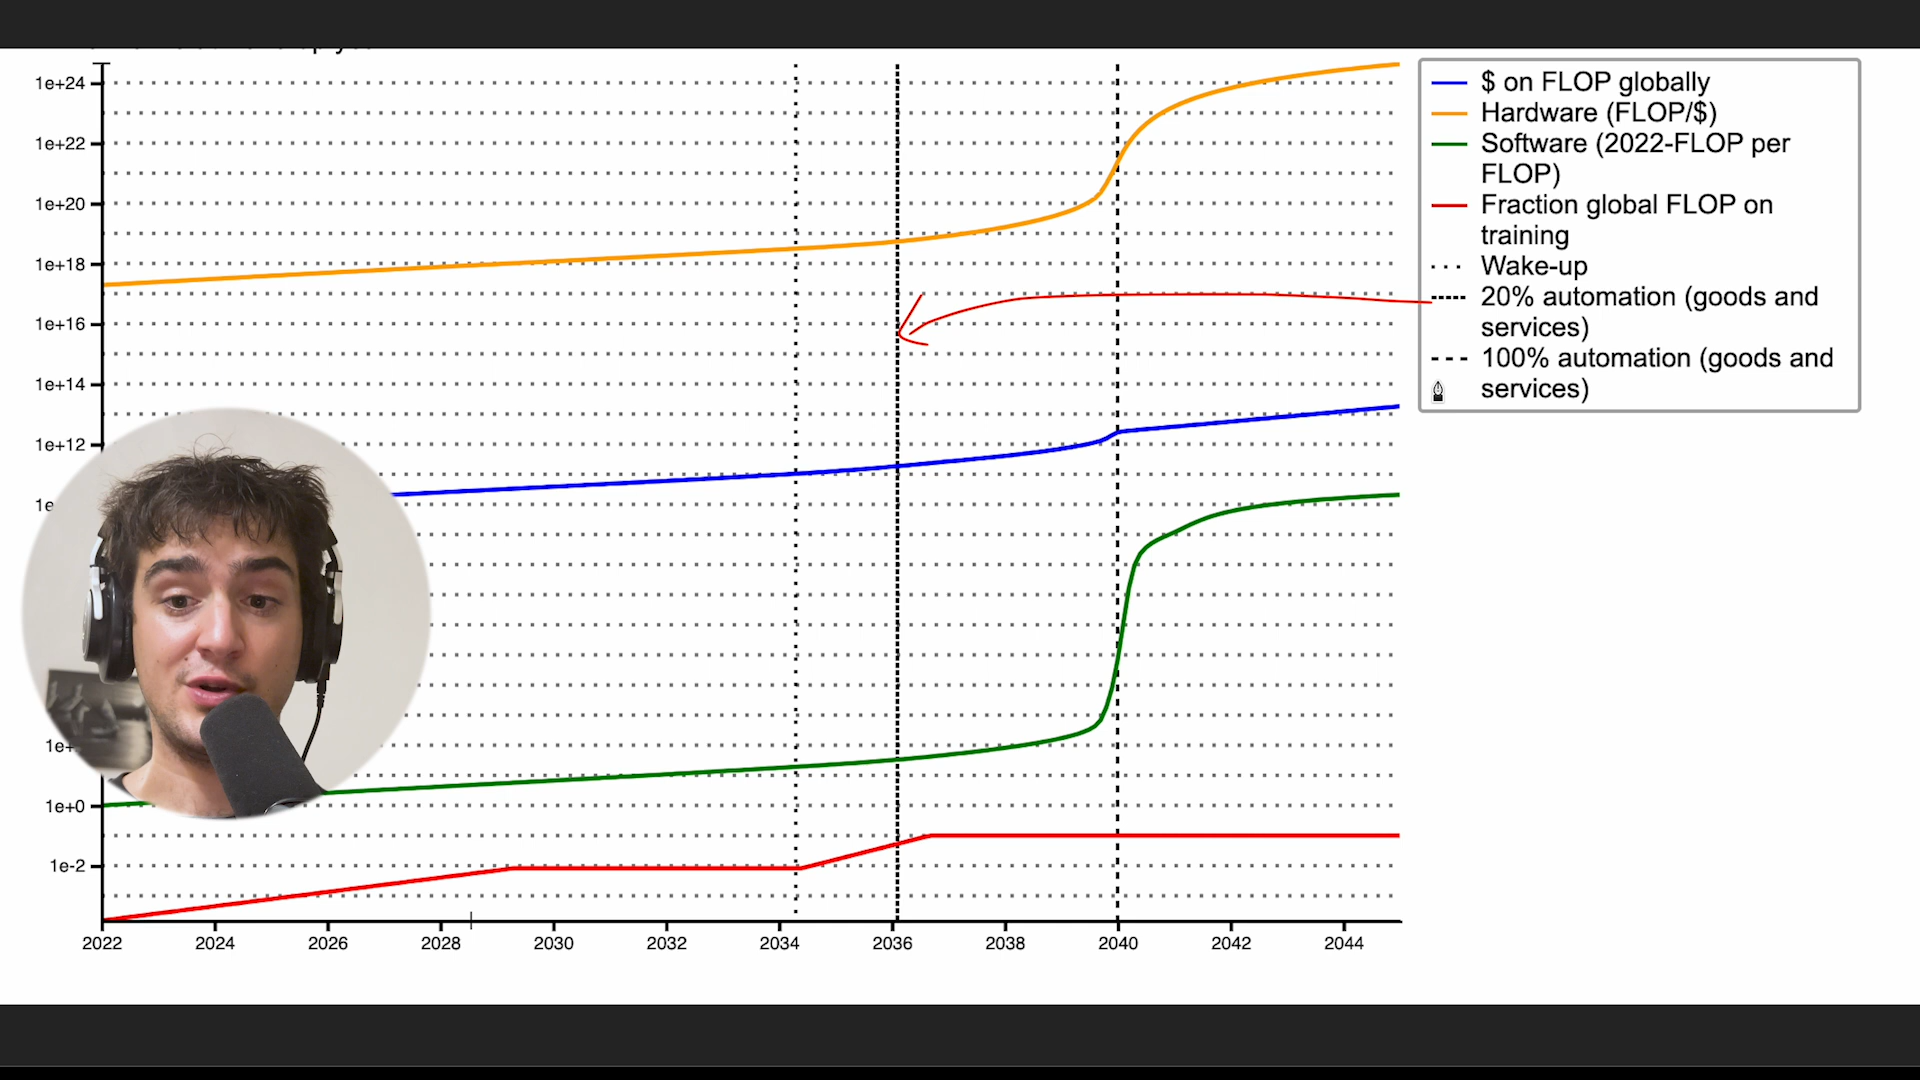 1e+24
1e+22
1e+20
1e+18
1e+16
1e+14
1e+12
1e+0
1e-2
2022 2024 2026 2028 2030 2032 2034 2036 2038 2040 2042 2044
$ on FLOP globally
Hardware (FLOP/$)
Software (2022-FLOP per
FLOP)
Fraction global FLOP on
training
Wake-up
20% automation (goods and
services)
100% automation (goods and
services)